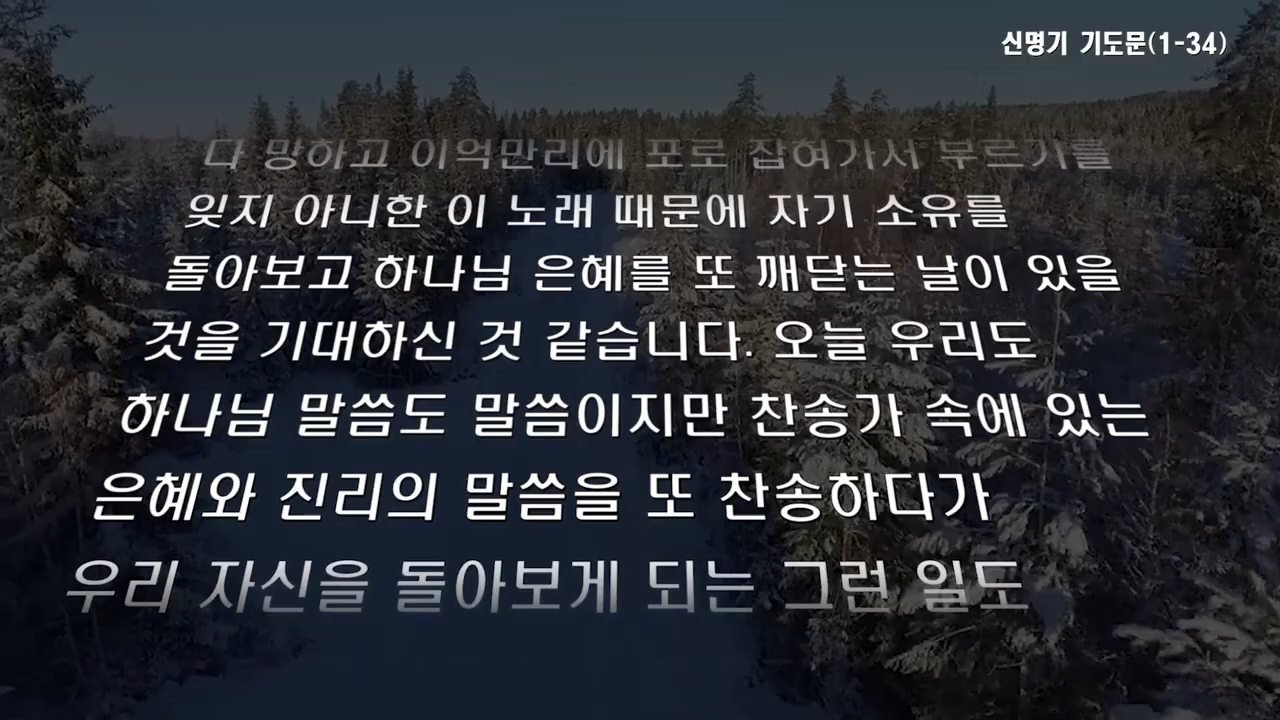 신명기 기도문(1-34)
다 망하고 이억만리에 포로 잡혀가서 부르기를
잊지 아니한 이 노래 때문에 자기 소유를
돌아보고 하나님 은혜를 또 깨닫는 날이 있을
것을 기대하신 것 같습니다. 오늘 우리도
하나님 말씀도 말씀이지만 찬송가 속에 있는
은혜와 진리의 말씀을 또 찬송하다가
우리 자신을 돌아보게 되는 그런 일도